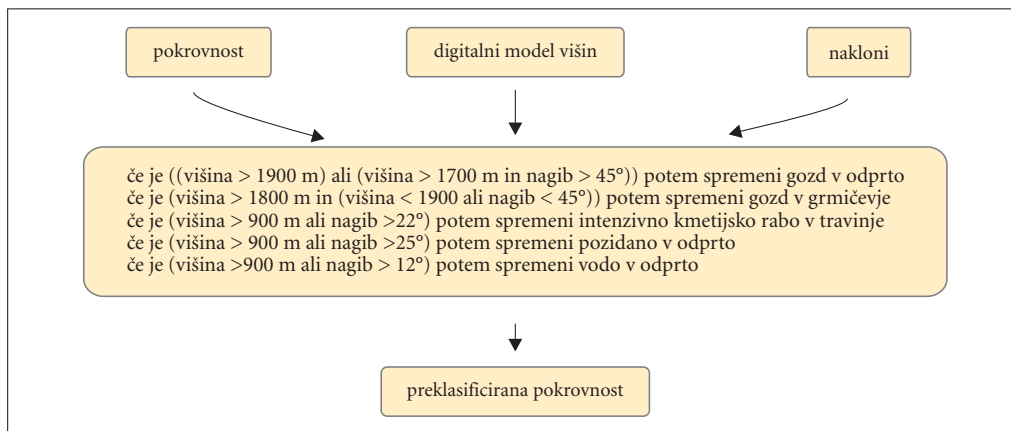 pokrovnost
digitalni model višin
nakloni
če je ((višina > 1900 m) ali (višina > 1700 m in nagib > 45°)) potem spremeni gozd v odprto
če je (višina > 1800 m in (višina < 1900 ali nagib < 45°)) potem spremeni gozd v grmičevje
če je (višina > 900 m ali nagib >22°) potem spremeni intenzivno kmetijsko rabo v travinje
če je (višina > 900 m ali nagib >25°) potem spremeni pozidano v odprto
če je (višina >900 m ali nagib > 12°) potem spremeni vodo v odprto
preklasificirana pokrovnost